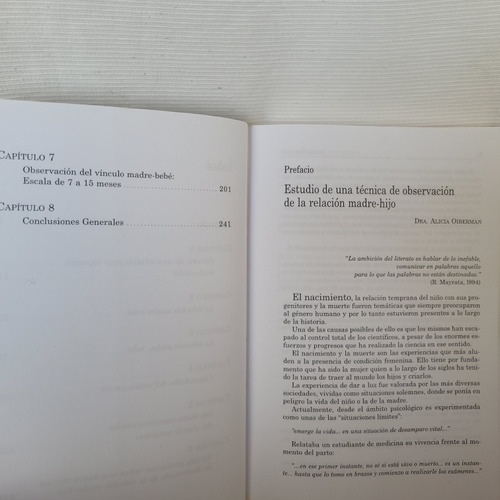 CAPÍTULO 7
Observación del vínculo madre-bebé:
Escala de 7 a 15 meses ........ 201
CAPÍTULO 8
Conclusiones Generales ........ 241
Prefacio
Estudio de una técnica de observación
de la relación madre-hijo
DRA. ALICIA OIBERMAN
"La ambición del literato es hablar de lo inefable,
comunicar en palabras aquello
para lo que las palabras no están destinadas."
(R. Mayrata, 1994)
El nacimiento, la relación temprana del niño con sus pro-
genitores y la muerte fueron temáticas que siempre preocuparon
al género humano y por lo tanto estuvieron presentes a lo largo
de la historia.
Una de las causas posibles de ello es que los mismos han esca-
pado al control total de los científicos, a pesar de los enormes es-
fuerzos y progresos que ha realizado la ciencia en ese sentido.
El nacimiento y la muerte son las experiencias que más alu-
den a la presencia de condición femenina. Ello tiene por funda-
mento que ha sido la mujer quien a lo largo de los siglos ha teni-
do la tarea de traer al mundo los hijos y criarlos.
La experiencia de dar a luz fue valorada por las más diversas
sociedades, vividas como situaciones solemnes, donde se ponía en
peligro la vida del niño o la de la madre.
Actualmente, desde el ámbito psicológico es experimentada
como unas de las "situaciones límites":
"emerge la vida... en una situación de desamparo vital..."
Relataba un estudiante de medicina su vivencia frente al mo-
mento del parto:
"...en ese primer instante, no sé si está vivo o muerto... es un instan-
te... hasta que lo tomo en brazos y comienzo a realizarle los exámenes..."